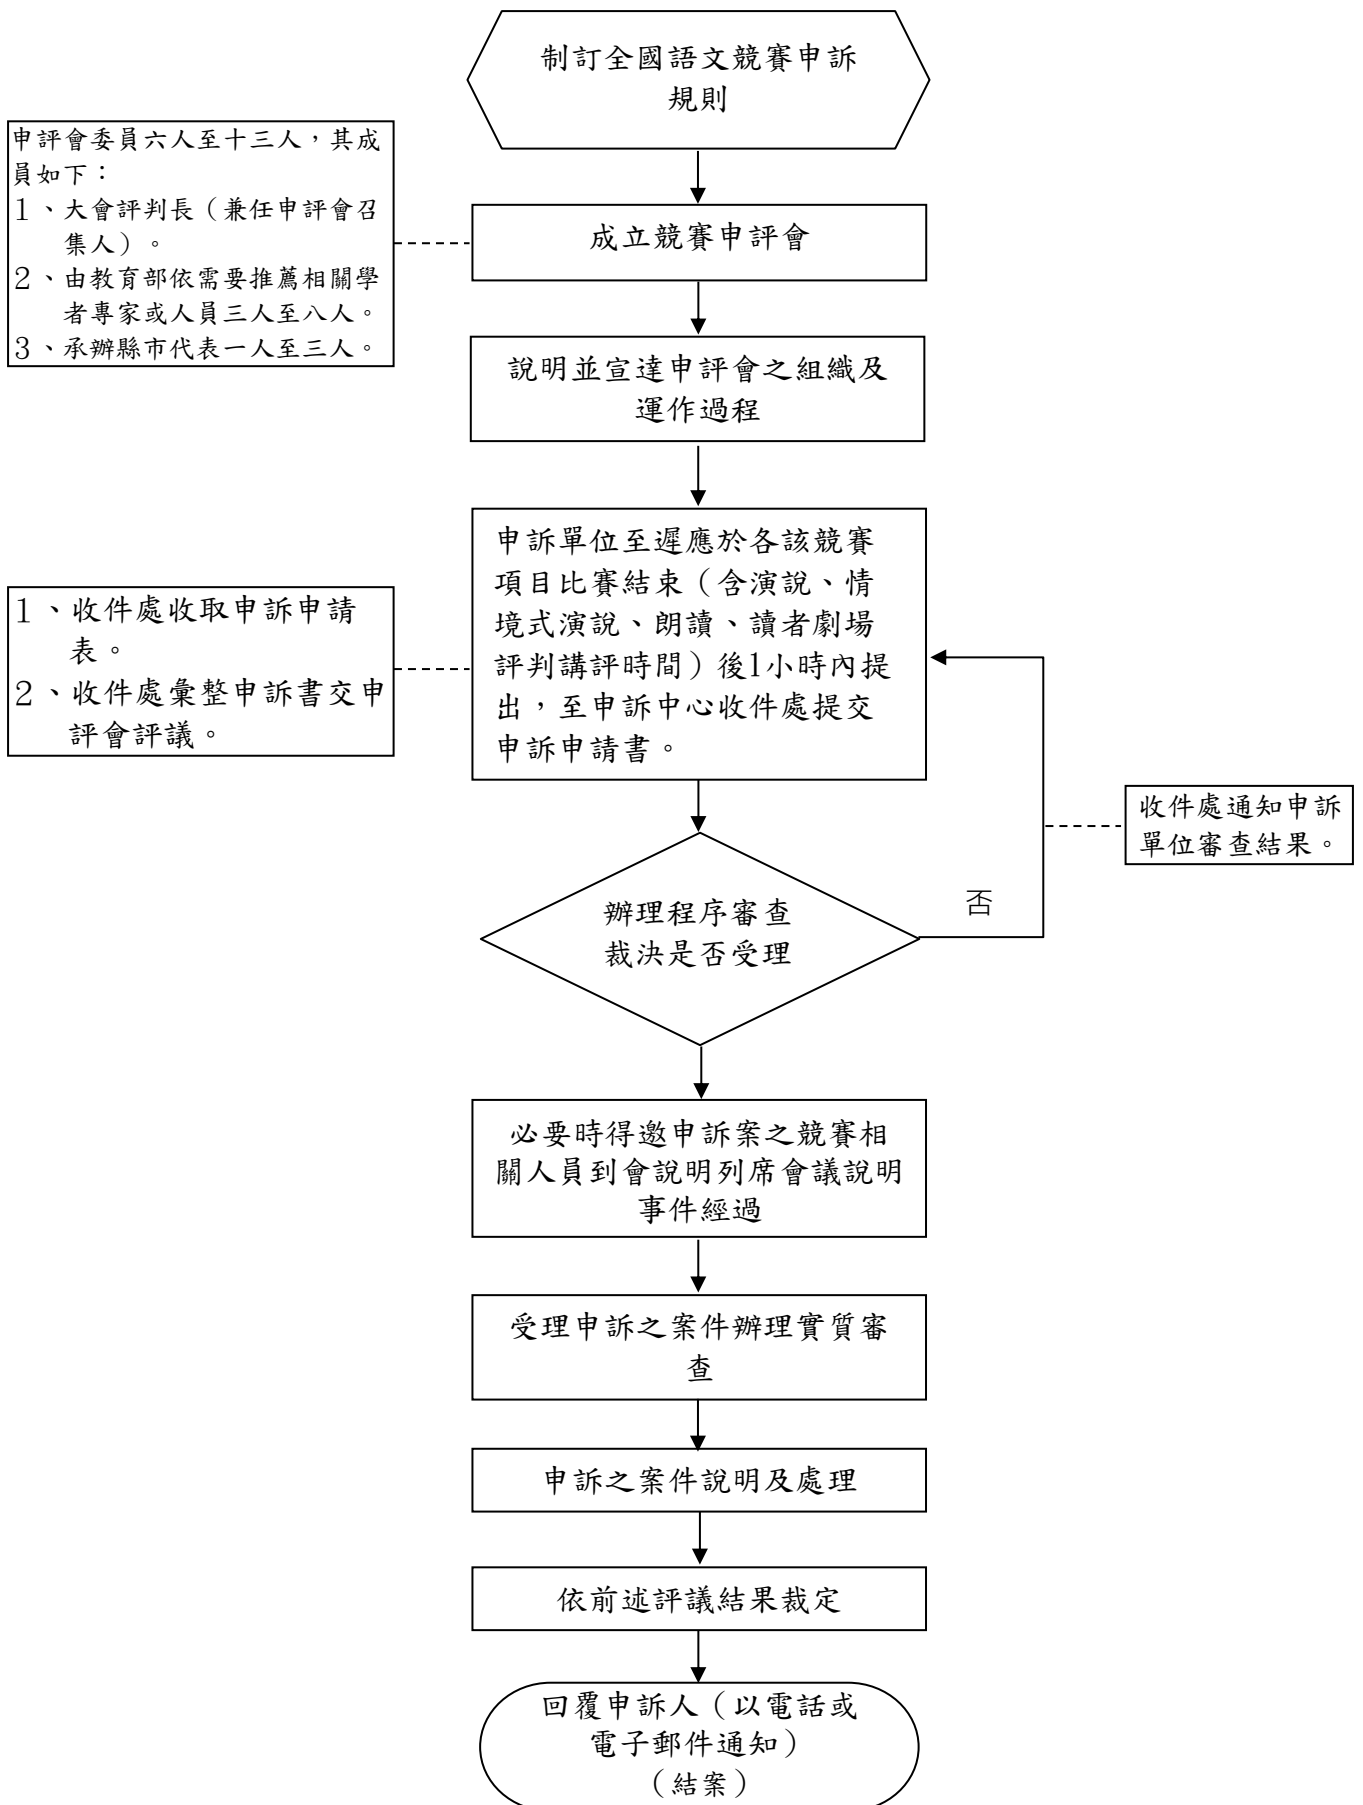 制訂全國語文競賽申訴
規則
申評會委員六人至十三人，其成
員如下：
１、大會評判長（兼任申評會召
集人）。
２、由教育部依需要推薦相關學
者專家或人員三人至八人。
３、承辦縣市代表一人至三人。
成立競賽申評會
說明並宣達申評會之組織及
運作過程
申訴單位至遲應於各該競賽
項目比賽結束（含演說、情
境式演說、朗讀、讀者劇場
評判講評時間）後1小時內提
出，至申訴中心收件處提交
申訴申請書。
１、收件處收取申訴申請
表。
２、收件處彙整申訴書交申
評會評議。
收件處通知申訴
單位審查結果。
辦理程序審查
裁決是否受理
否
必要時得邀申訴案之競賽相
關人員到會說明列席會議說明
事件經過
受理申訴之案件辦理實質審
查
申訴之案件說明及處理
依前述評議結果裁定
回覆申訴人（以電話或
電子郵件通知）
（結案）